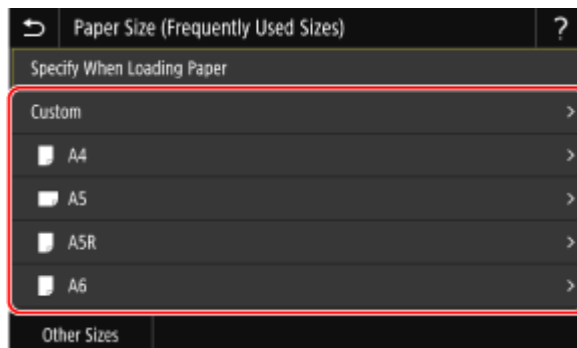 Paper Size (Frequently Used Sizes) ?
Specify When Loading Paper
Custom >
A4 >
A5 >
A5R >
A6 >
Other Sizes